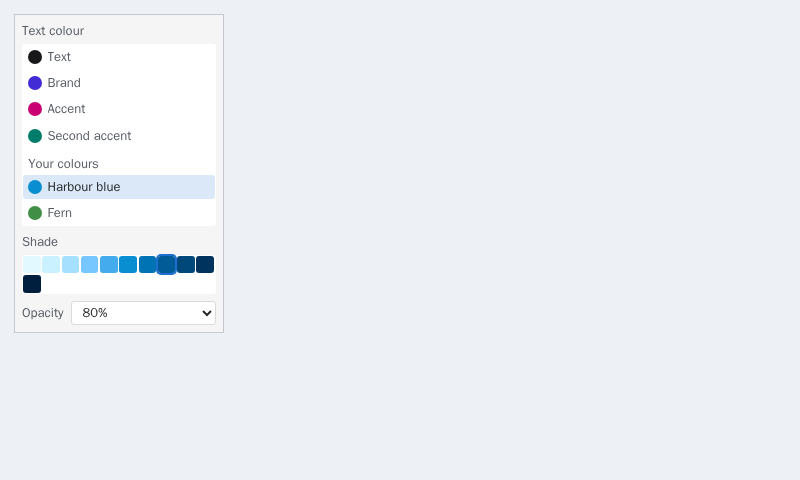 Text colour
Text
Brand
Accent
Second accent
Your colours
Harbour blue
Fern
Shade
Opacity 80%